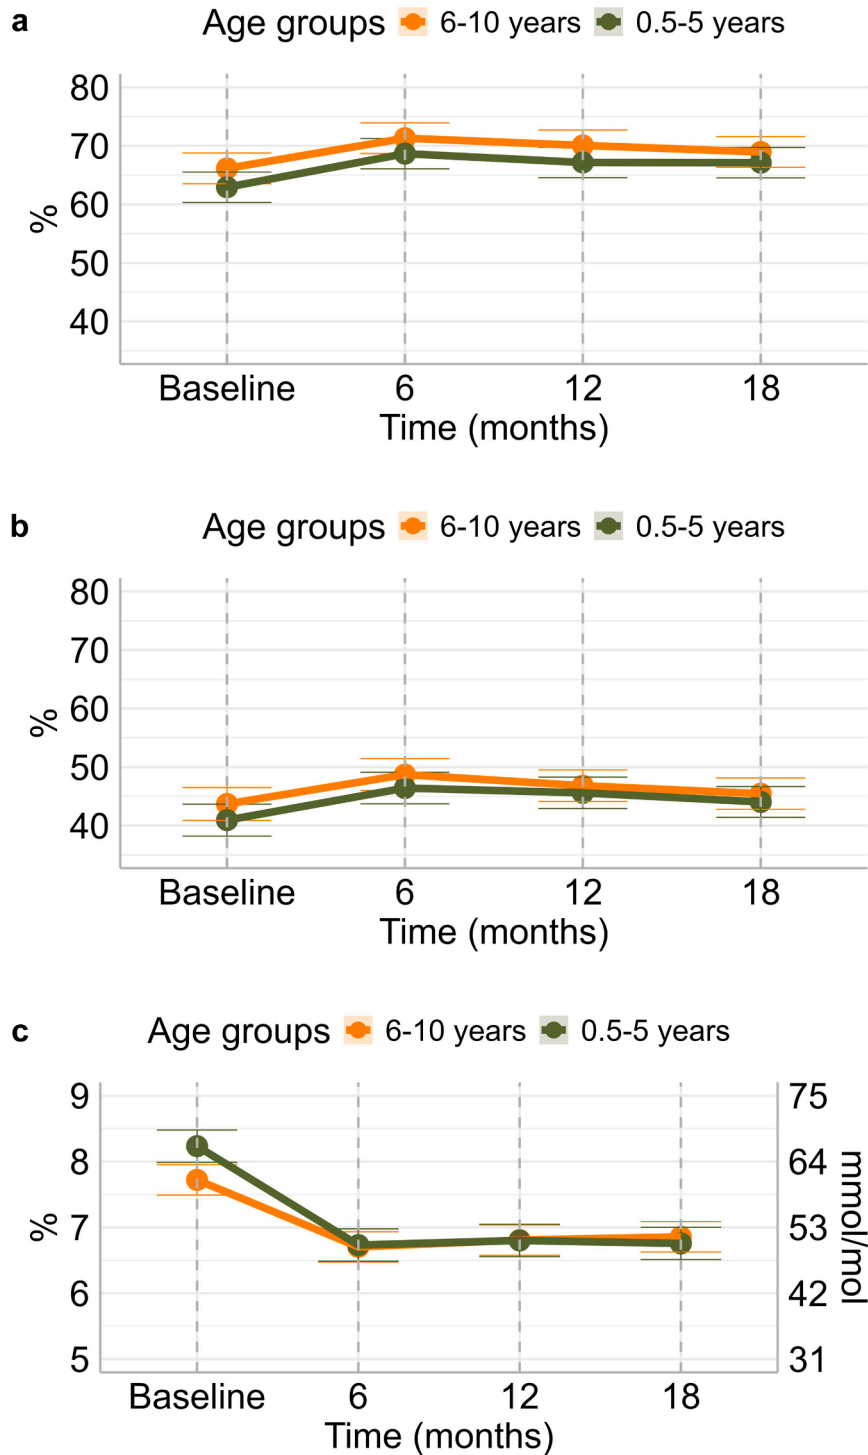 a Age groups 6-10 years 0.5-5 years
80
70
60
50
40
%
Baseline 6 12 18
Time (months)
b Age groups 6-10 years 0.5-5 years
80
70
60
50
40
%
Baseline 6 12 18
Time (months)
c Age groups 6-10 years 0.5-5 years
9 75
8 64
7 53
6 42
5 31
%
mmol/mol
Baseline 6 12 18
Time (months)